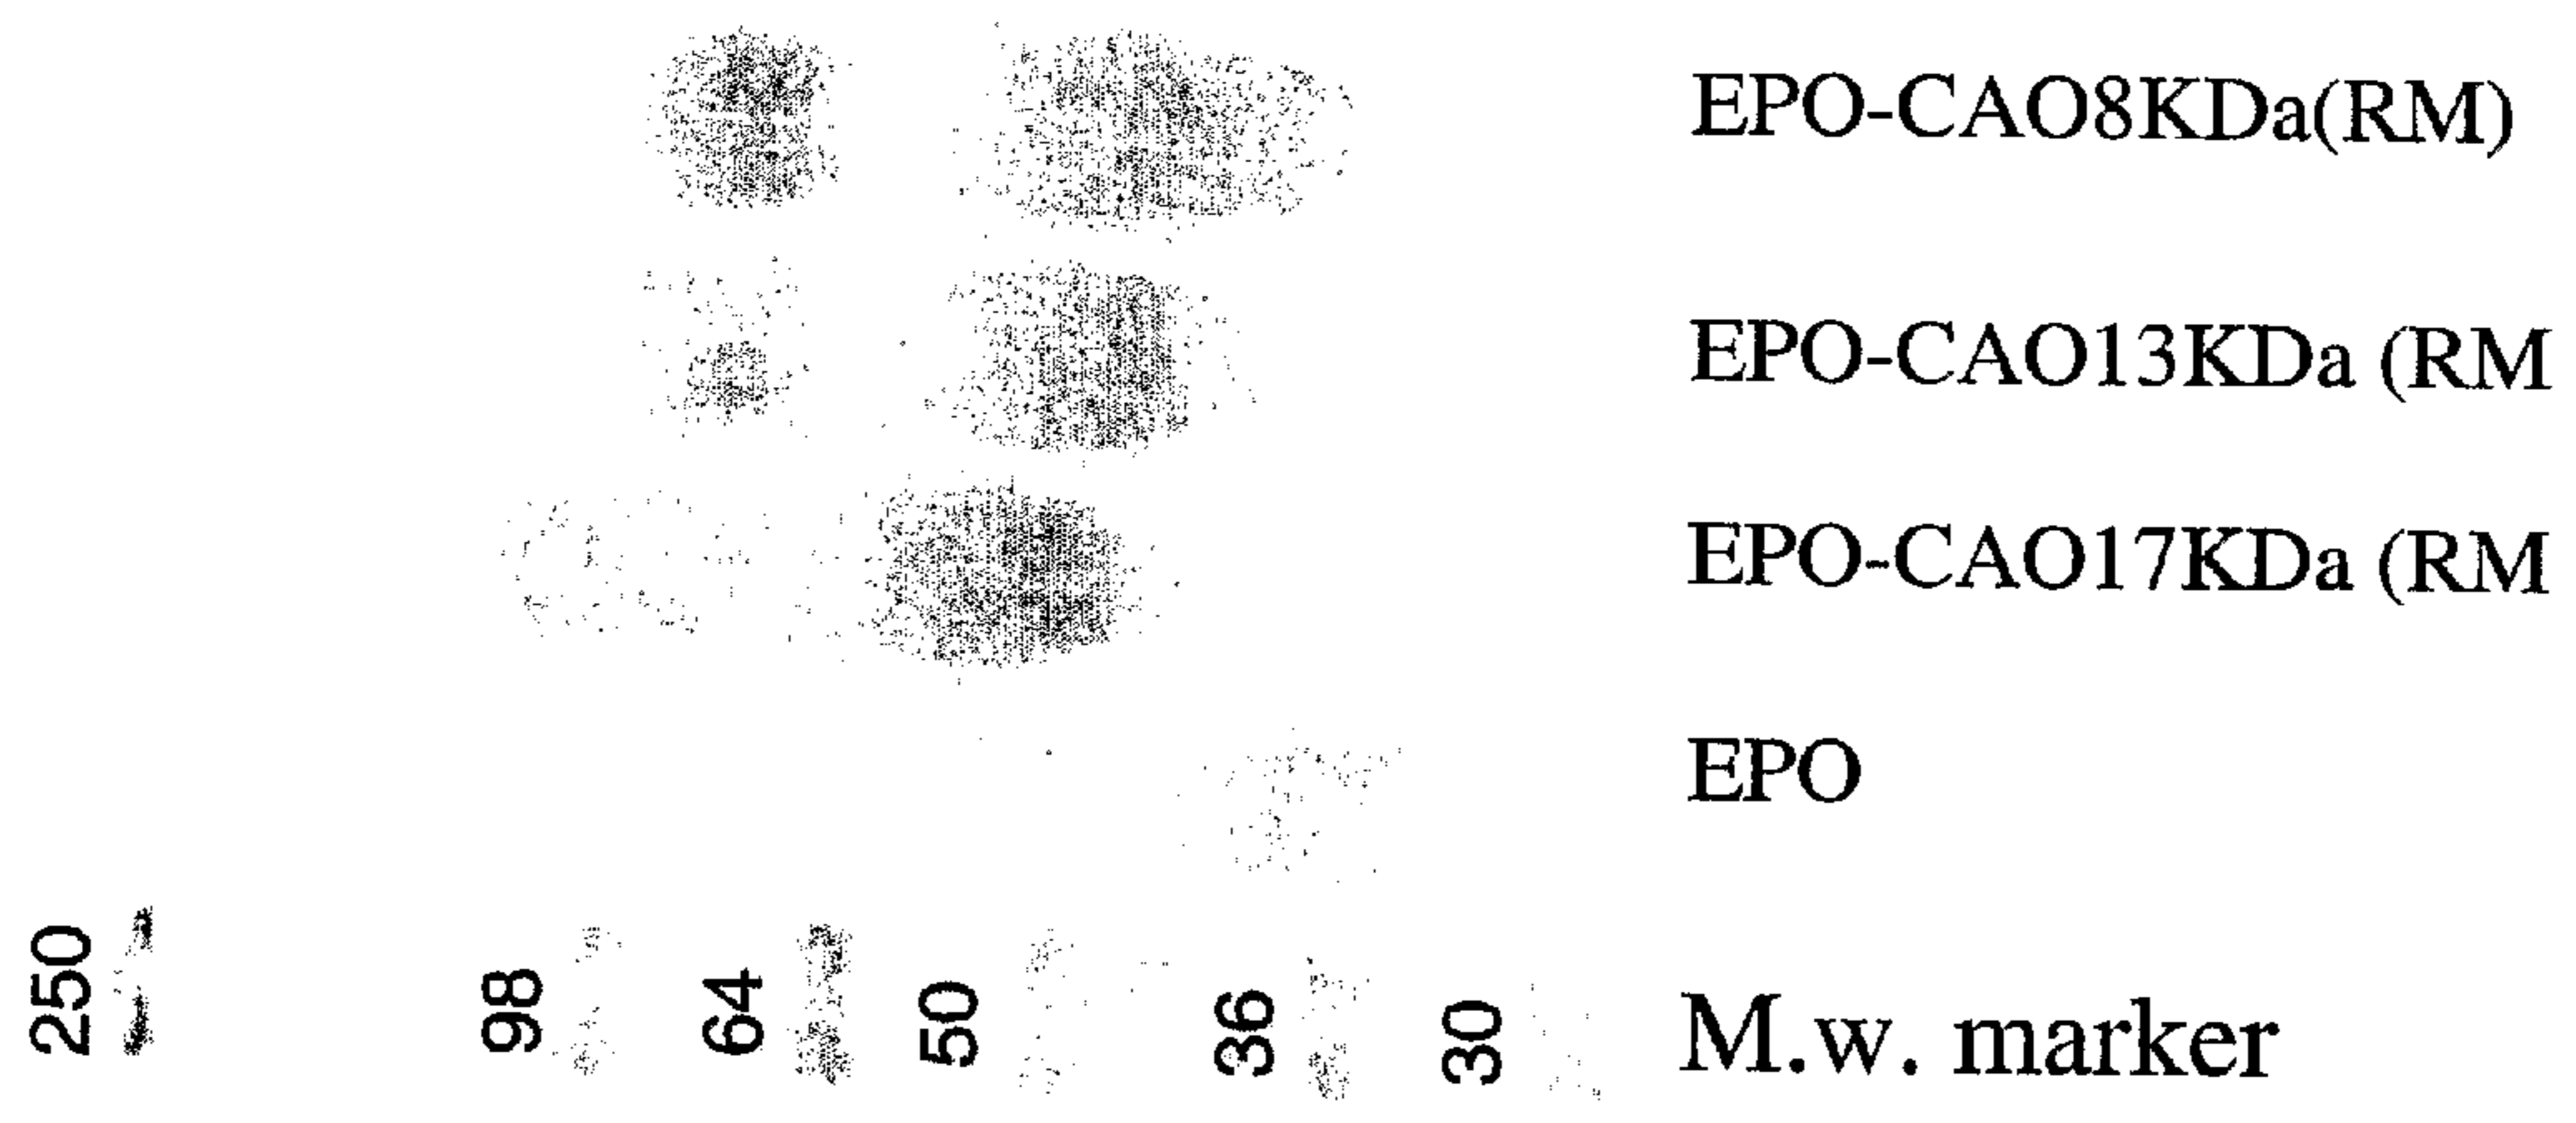 EPO-CAO8KDa(RM)
EPO-CAO13KDa (RM
EPO-CAO17KDa (RM
EPO
250
98
64
50
36
30
M.w. marker